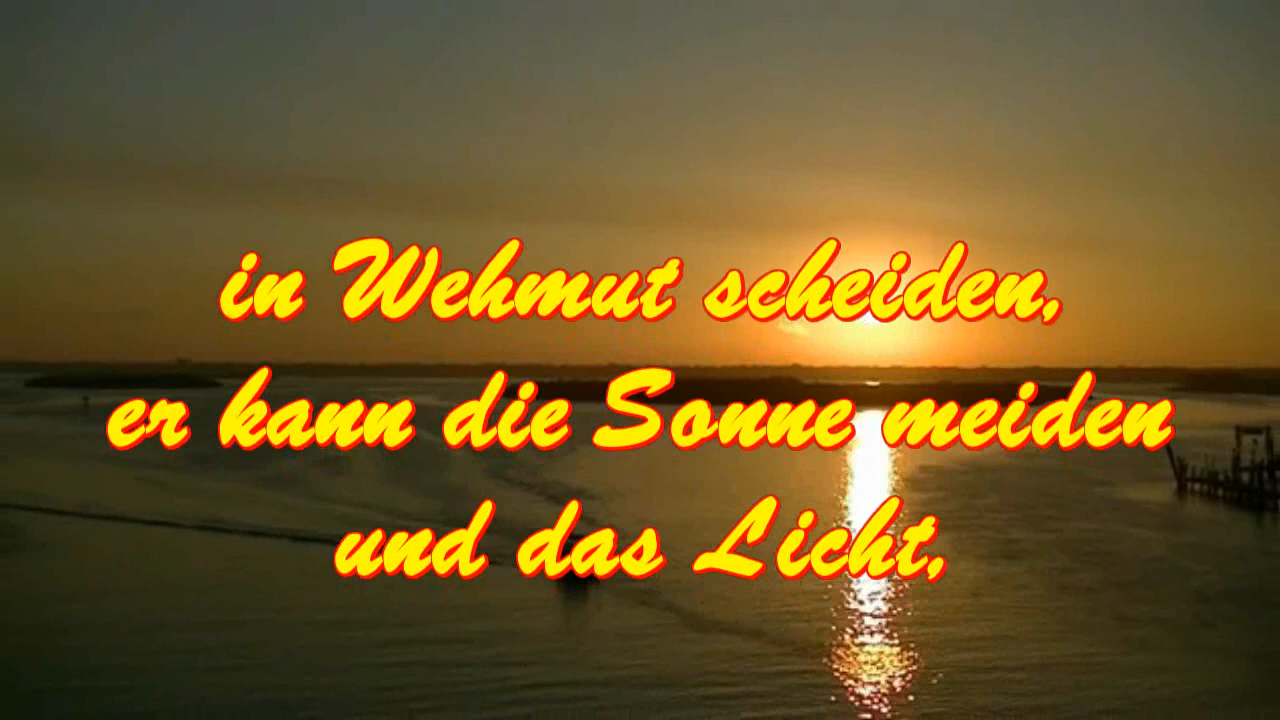 in Wehmut scheiden,
er kann die Sonne meiden
und das Licht,